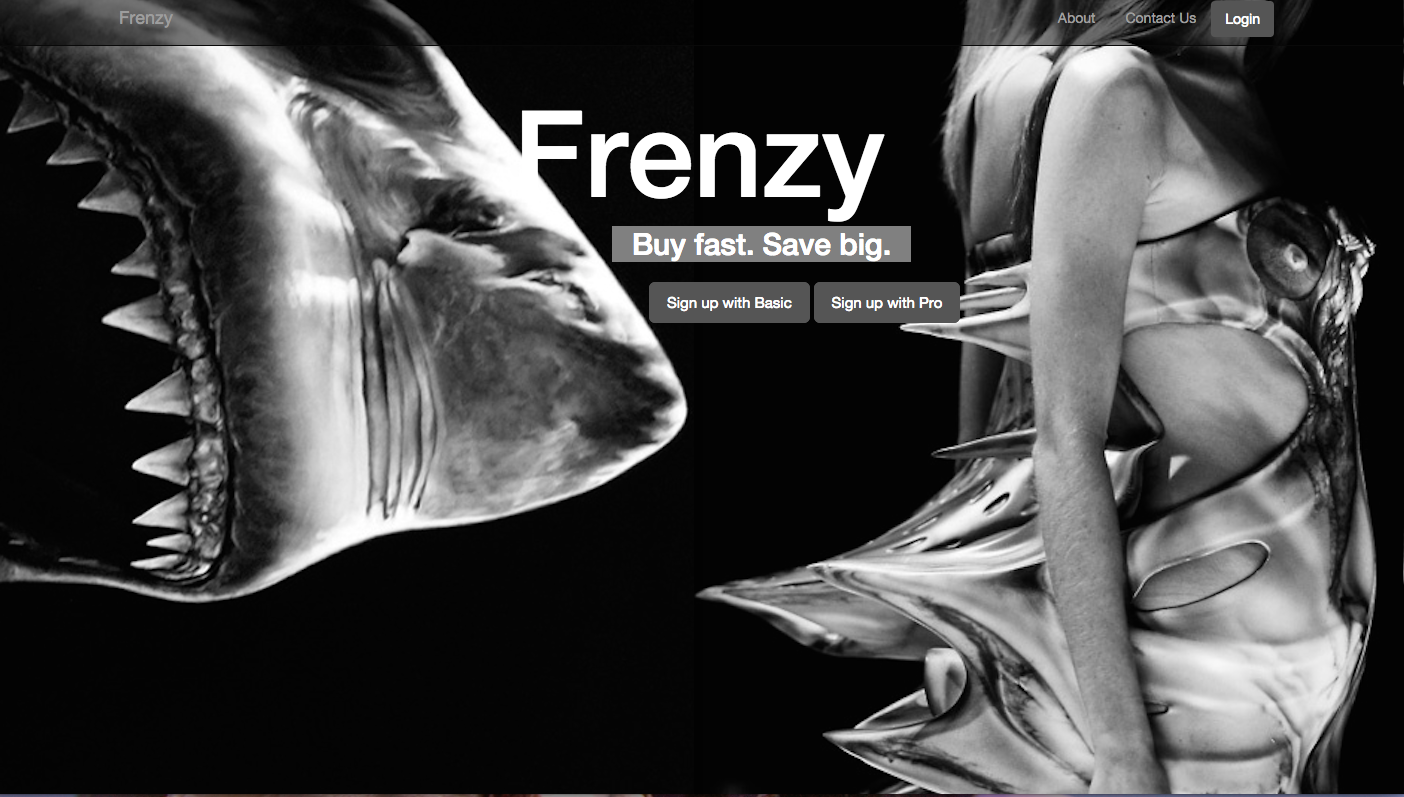 Frenzy
About
Contact Us
Login
Frenzy
Buy fast. Save big.
Sign up with Basic
Sign up with Pro